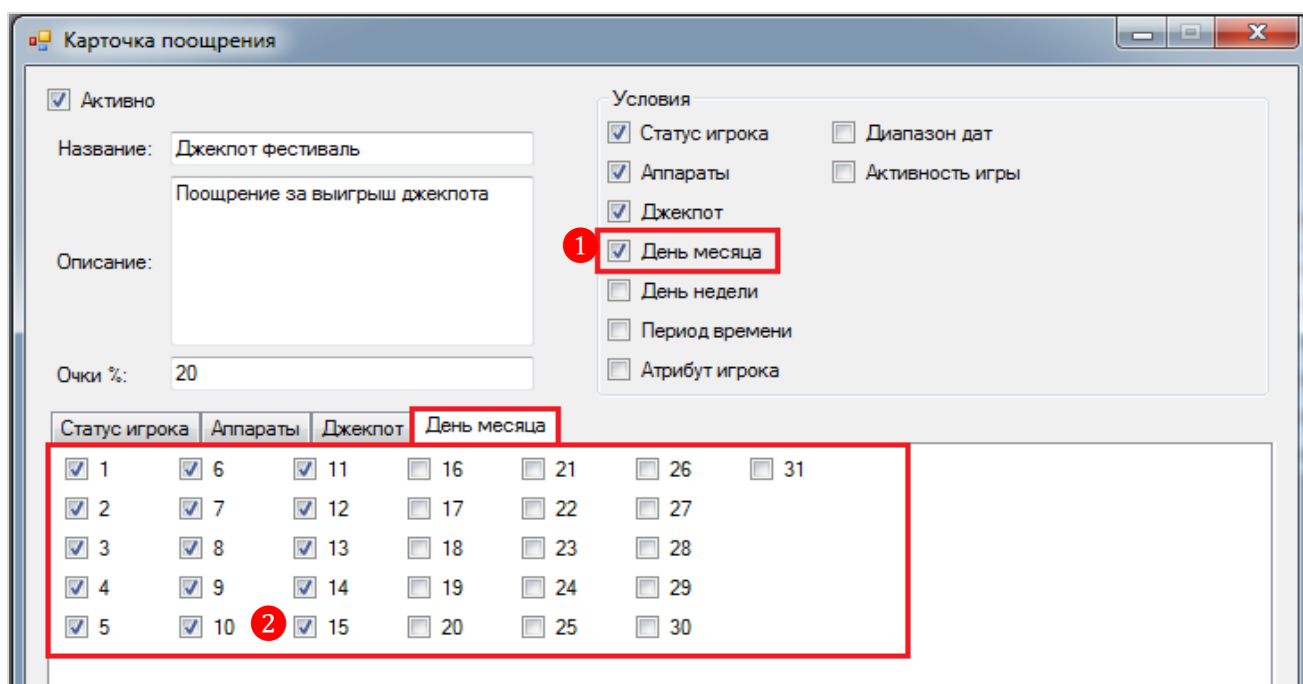 Карточка поощрения
Активно
Название: Джекпот фестиваль
Описание: Поощрение за выигрыш джекпота
Очки %: 20
Условия
Статус игрока Диапазон дат
Аппараты Активность игры
Джекпот
1 День месяца
День недели
Период времени
Атрибут игрока
Статус игрока Аппараты Джекпот День месяца
1 6 11 16 21 26 31
2 7 12 17 22 27
3 8 13 18 23 28
4 9 14 19 24 29
5 10 2 15 20 25 30